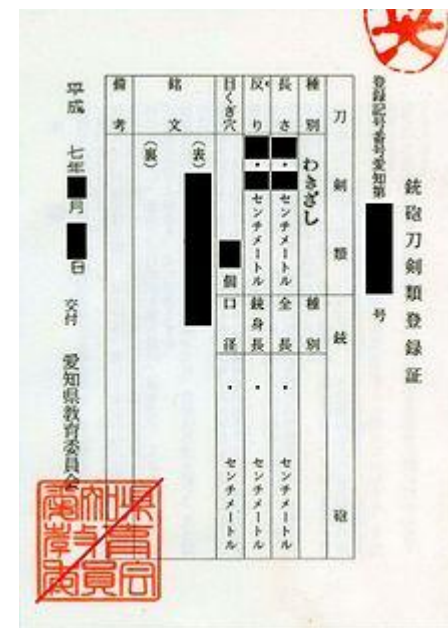 銃砲刀剣類登録証
登録記号番号愛知第 号
刀剣類
種別 わきざし
長さ ・ センチメートル
反り ・ センチメートル
目くぎ穴 個
銘文 (表)
(裏)
備考
銃砲
種別
全長 ・ センチメートル
銃身長 ・ センチメートル
口径 ・ センチメートル
平成 七年 月 日 交付 愛知県教育委員会